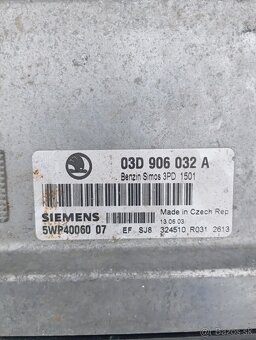 03D 906 032 A
Benzin Simos 3PD 1501
SIEMENS
Made in Czech Rep
13.06.03
5WP40060 07
EF SJ8
324510 R031 2613